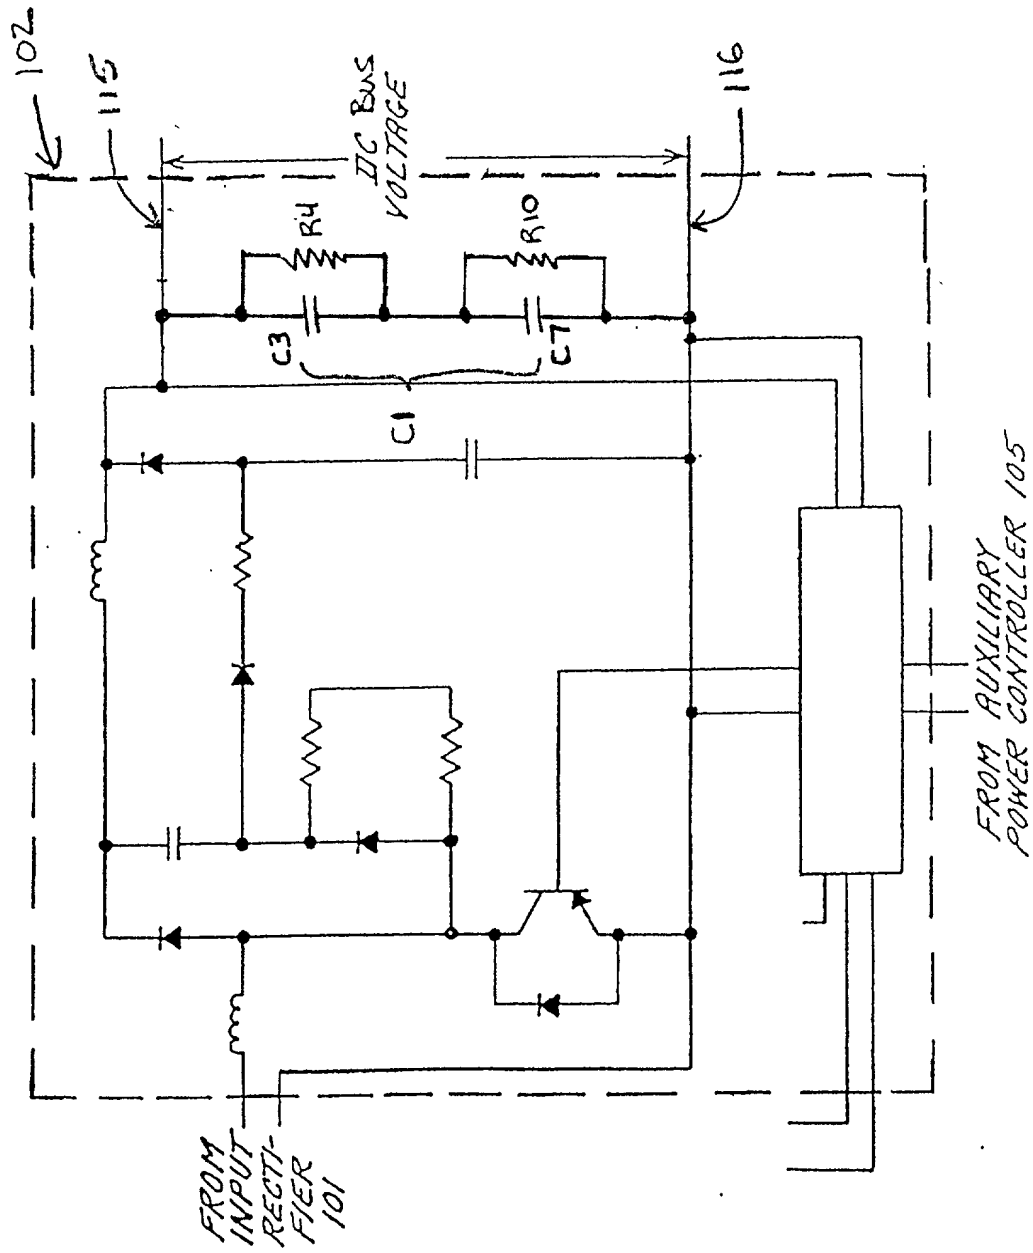 102
115
DC BUS
VOLTAGE
116
R4
R10
C3
C7
C1
FROM
INPUT
RECTI-
FIER
101
FROM AUXILIARY
POWER CONTROLLER 105